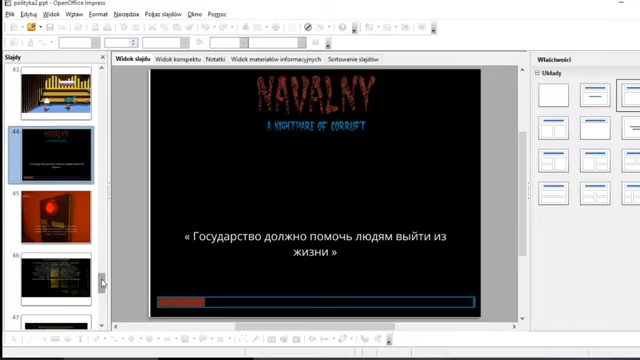 polityka2.ppt - OpenOffice Impress
Plik Edytuj Widok Wstaw Format Narzędzia Pokaz slajdów Okno Pomoc
Slajdy
Widok slajdu Widok konspektu Notatki Widok materiałów informacyjnych Sortowanie slajdów
Właściwości
Układy
43
44
45
46
47
NAVALNY
A NIGHTMARE OF CORRUPT
« Государство должно помочь людям выйти из
жизни »